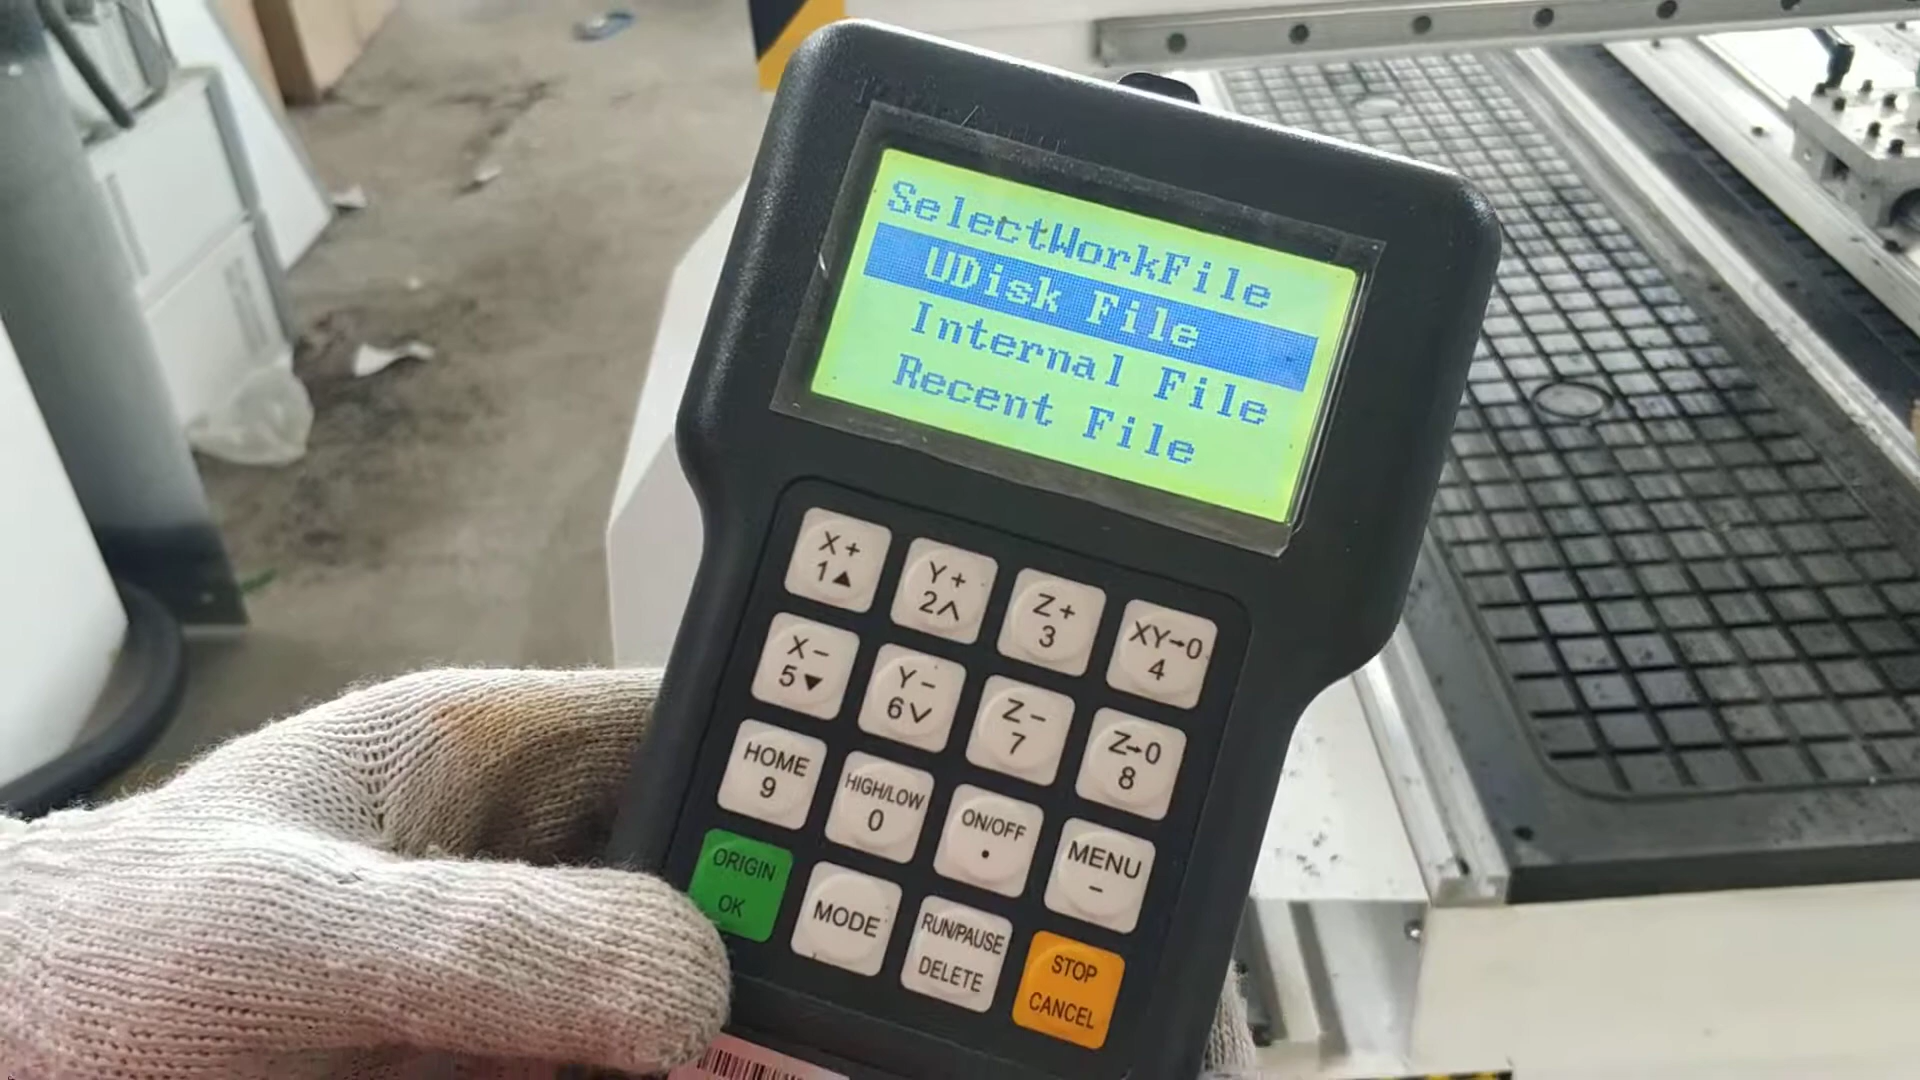 SelectWorkFile
UDisk File
Internal File
Recent File
X+ Y+ Z+ XY→0
1▲ 2∧ 3 4
X− Y− Z− Z→0
5▼ 6∨ 7 8
HOME HIGH/LOW ON/OFF MENU
9 0 • −
ORIGIN MODE RUN/PAUSE STOP
OK DELETE CANCEL